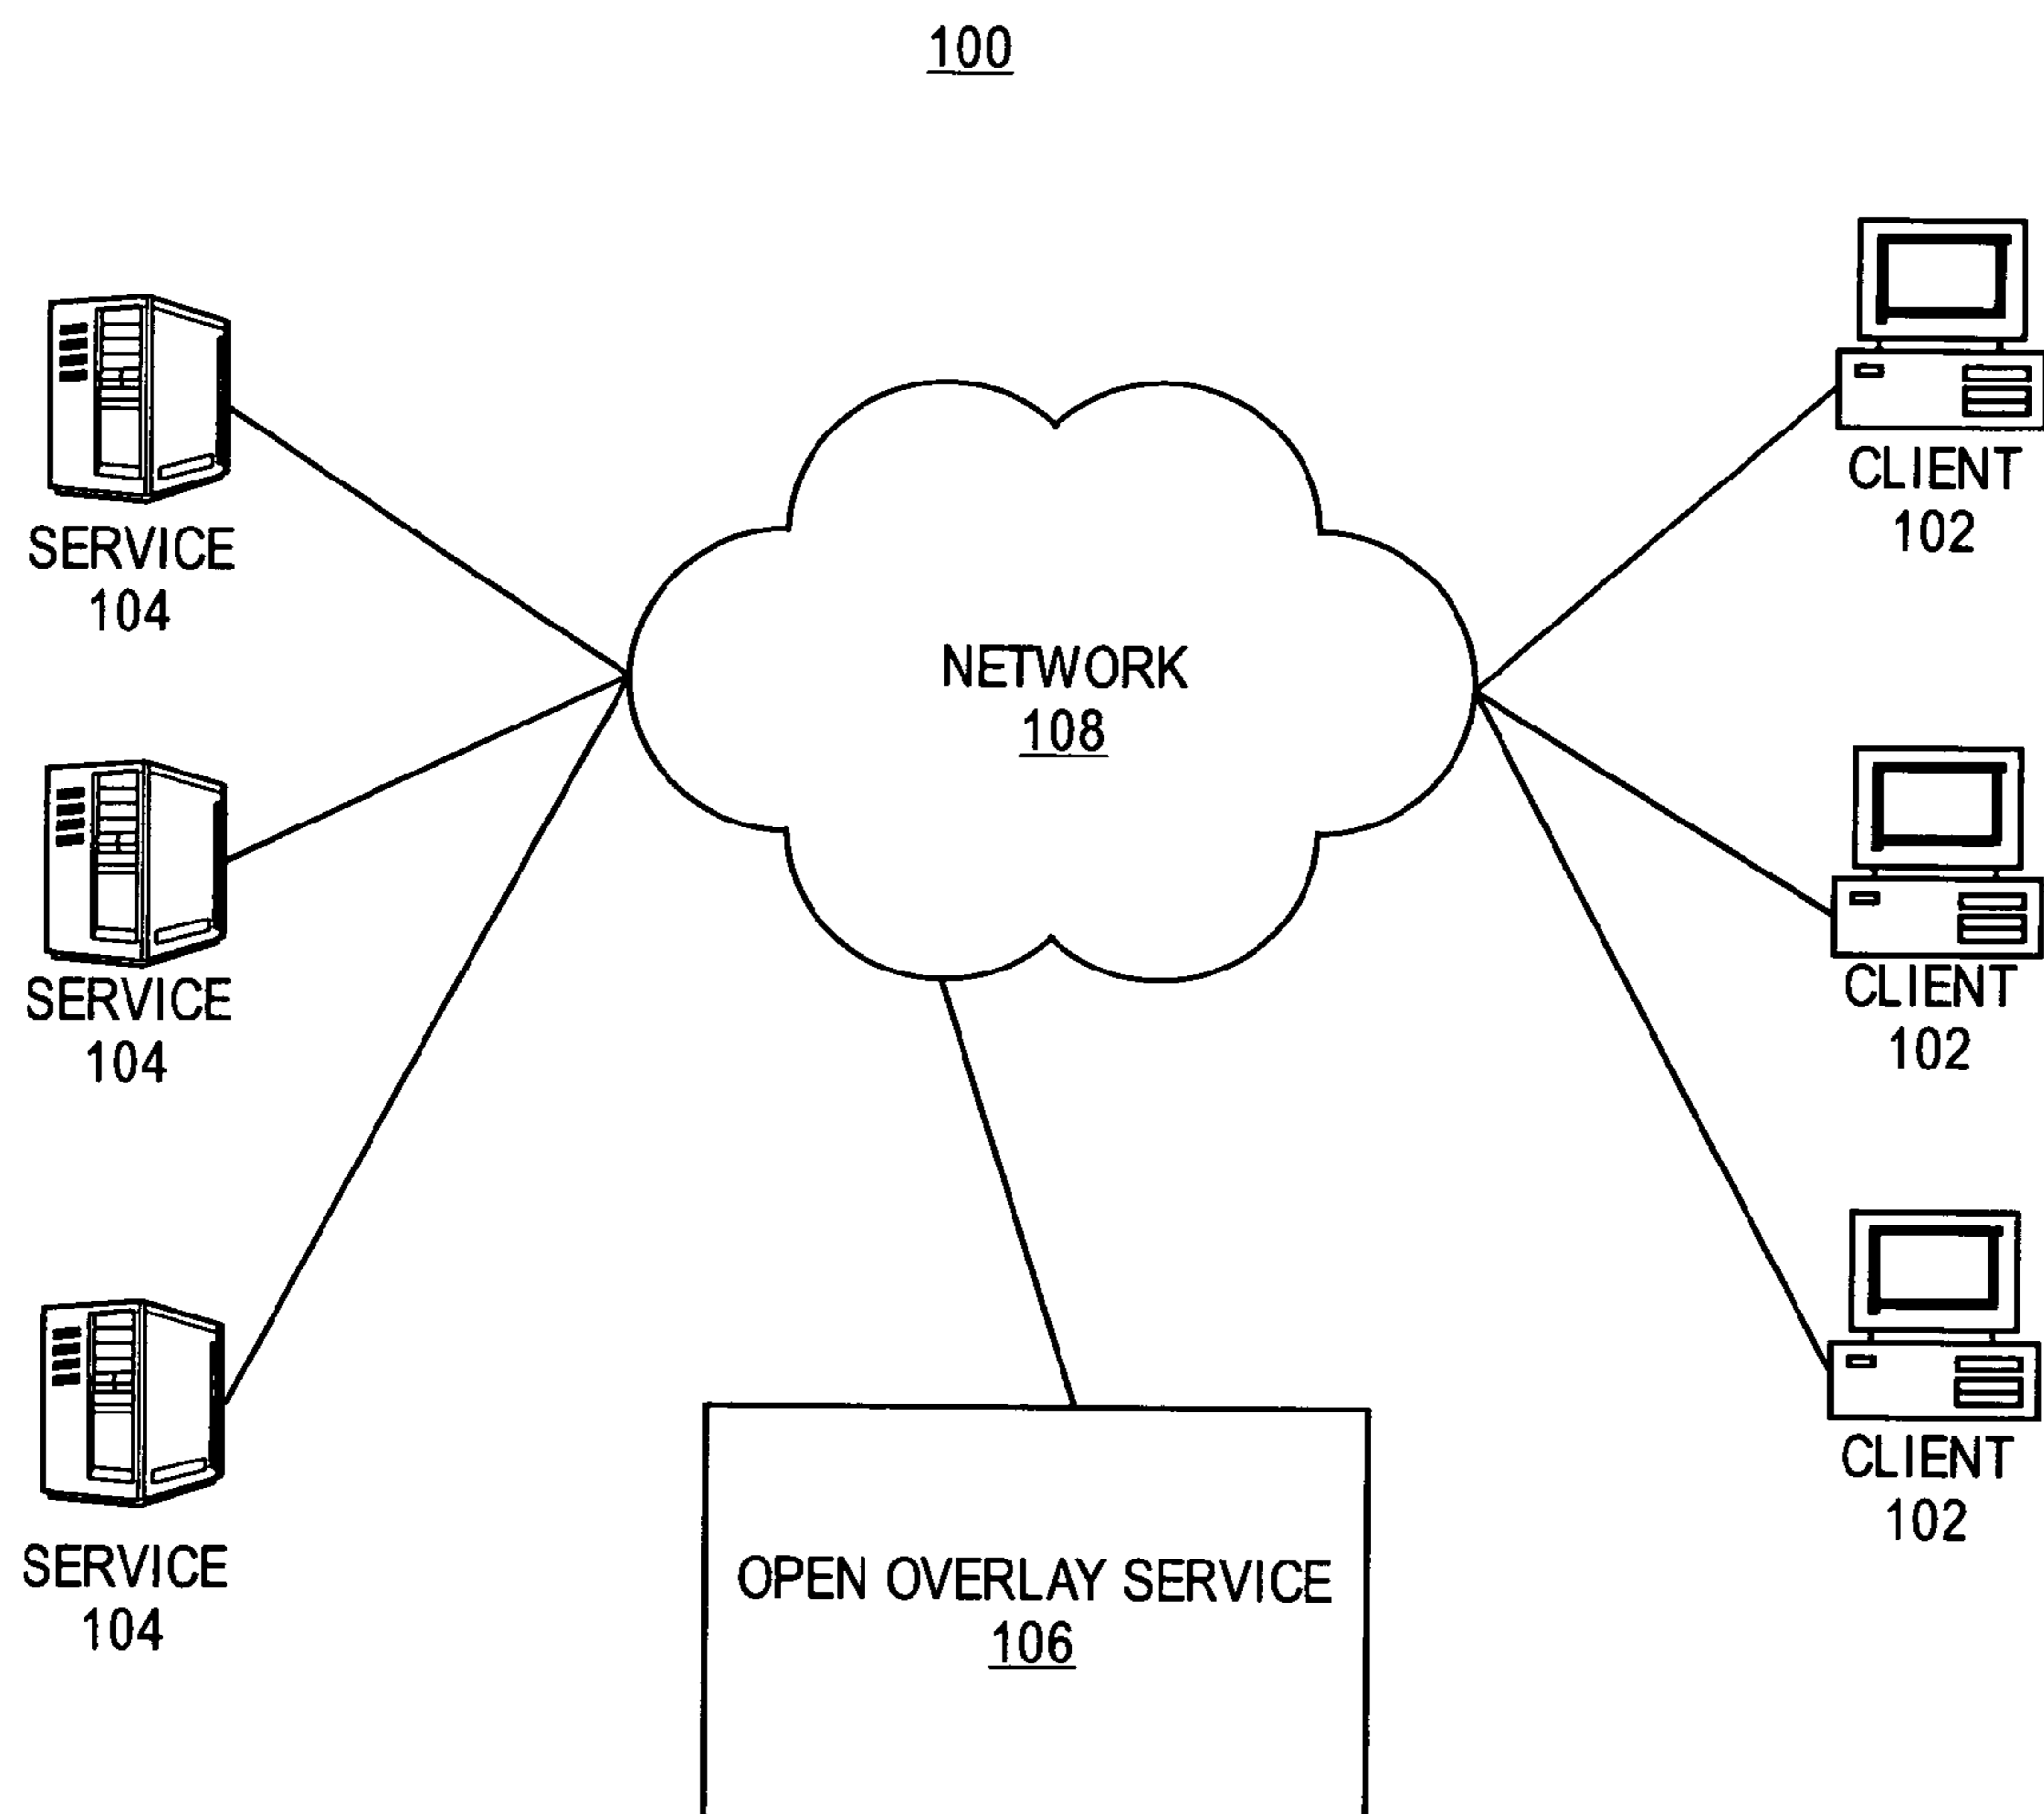 100
SERVICE
104
SERVICE
104
SERVICE
104
NETWORK
108
OPEN OVERLAY SERVICE
106
CLIENT
102
CLIENT
102
CLIENT
102